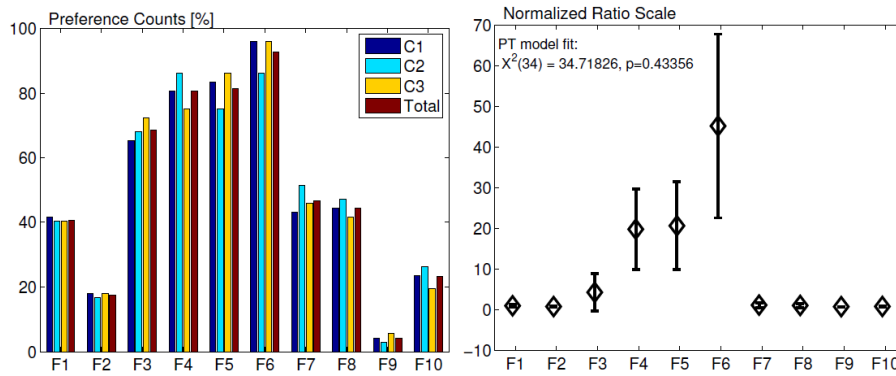 Preference Counts [%]
100
80
60
40
20
0
C1
C2
C3
Total
F1 F2 F3 F4 F5 F6 F7 F8 F9 F10
Normalized Ratio Scale
70
60
50
40
30
20
10
0
−10
PT model fit:
X²(34) = 34.71826, p=0.43356
F1 F2 F3 F4 F5 F6 F7 F8 F9 F10